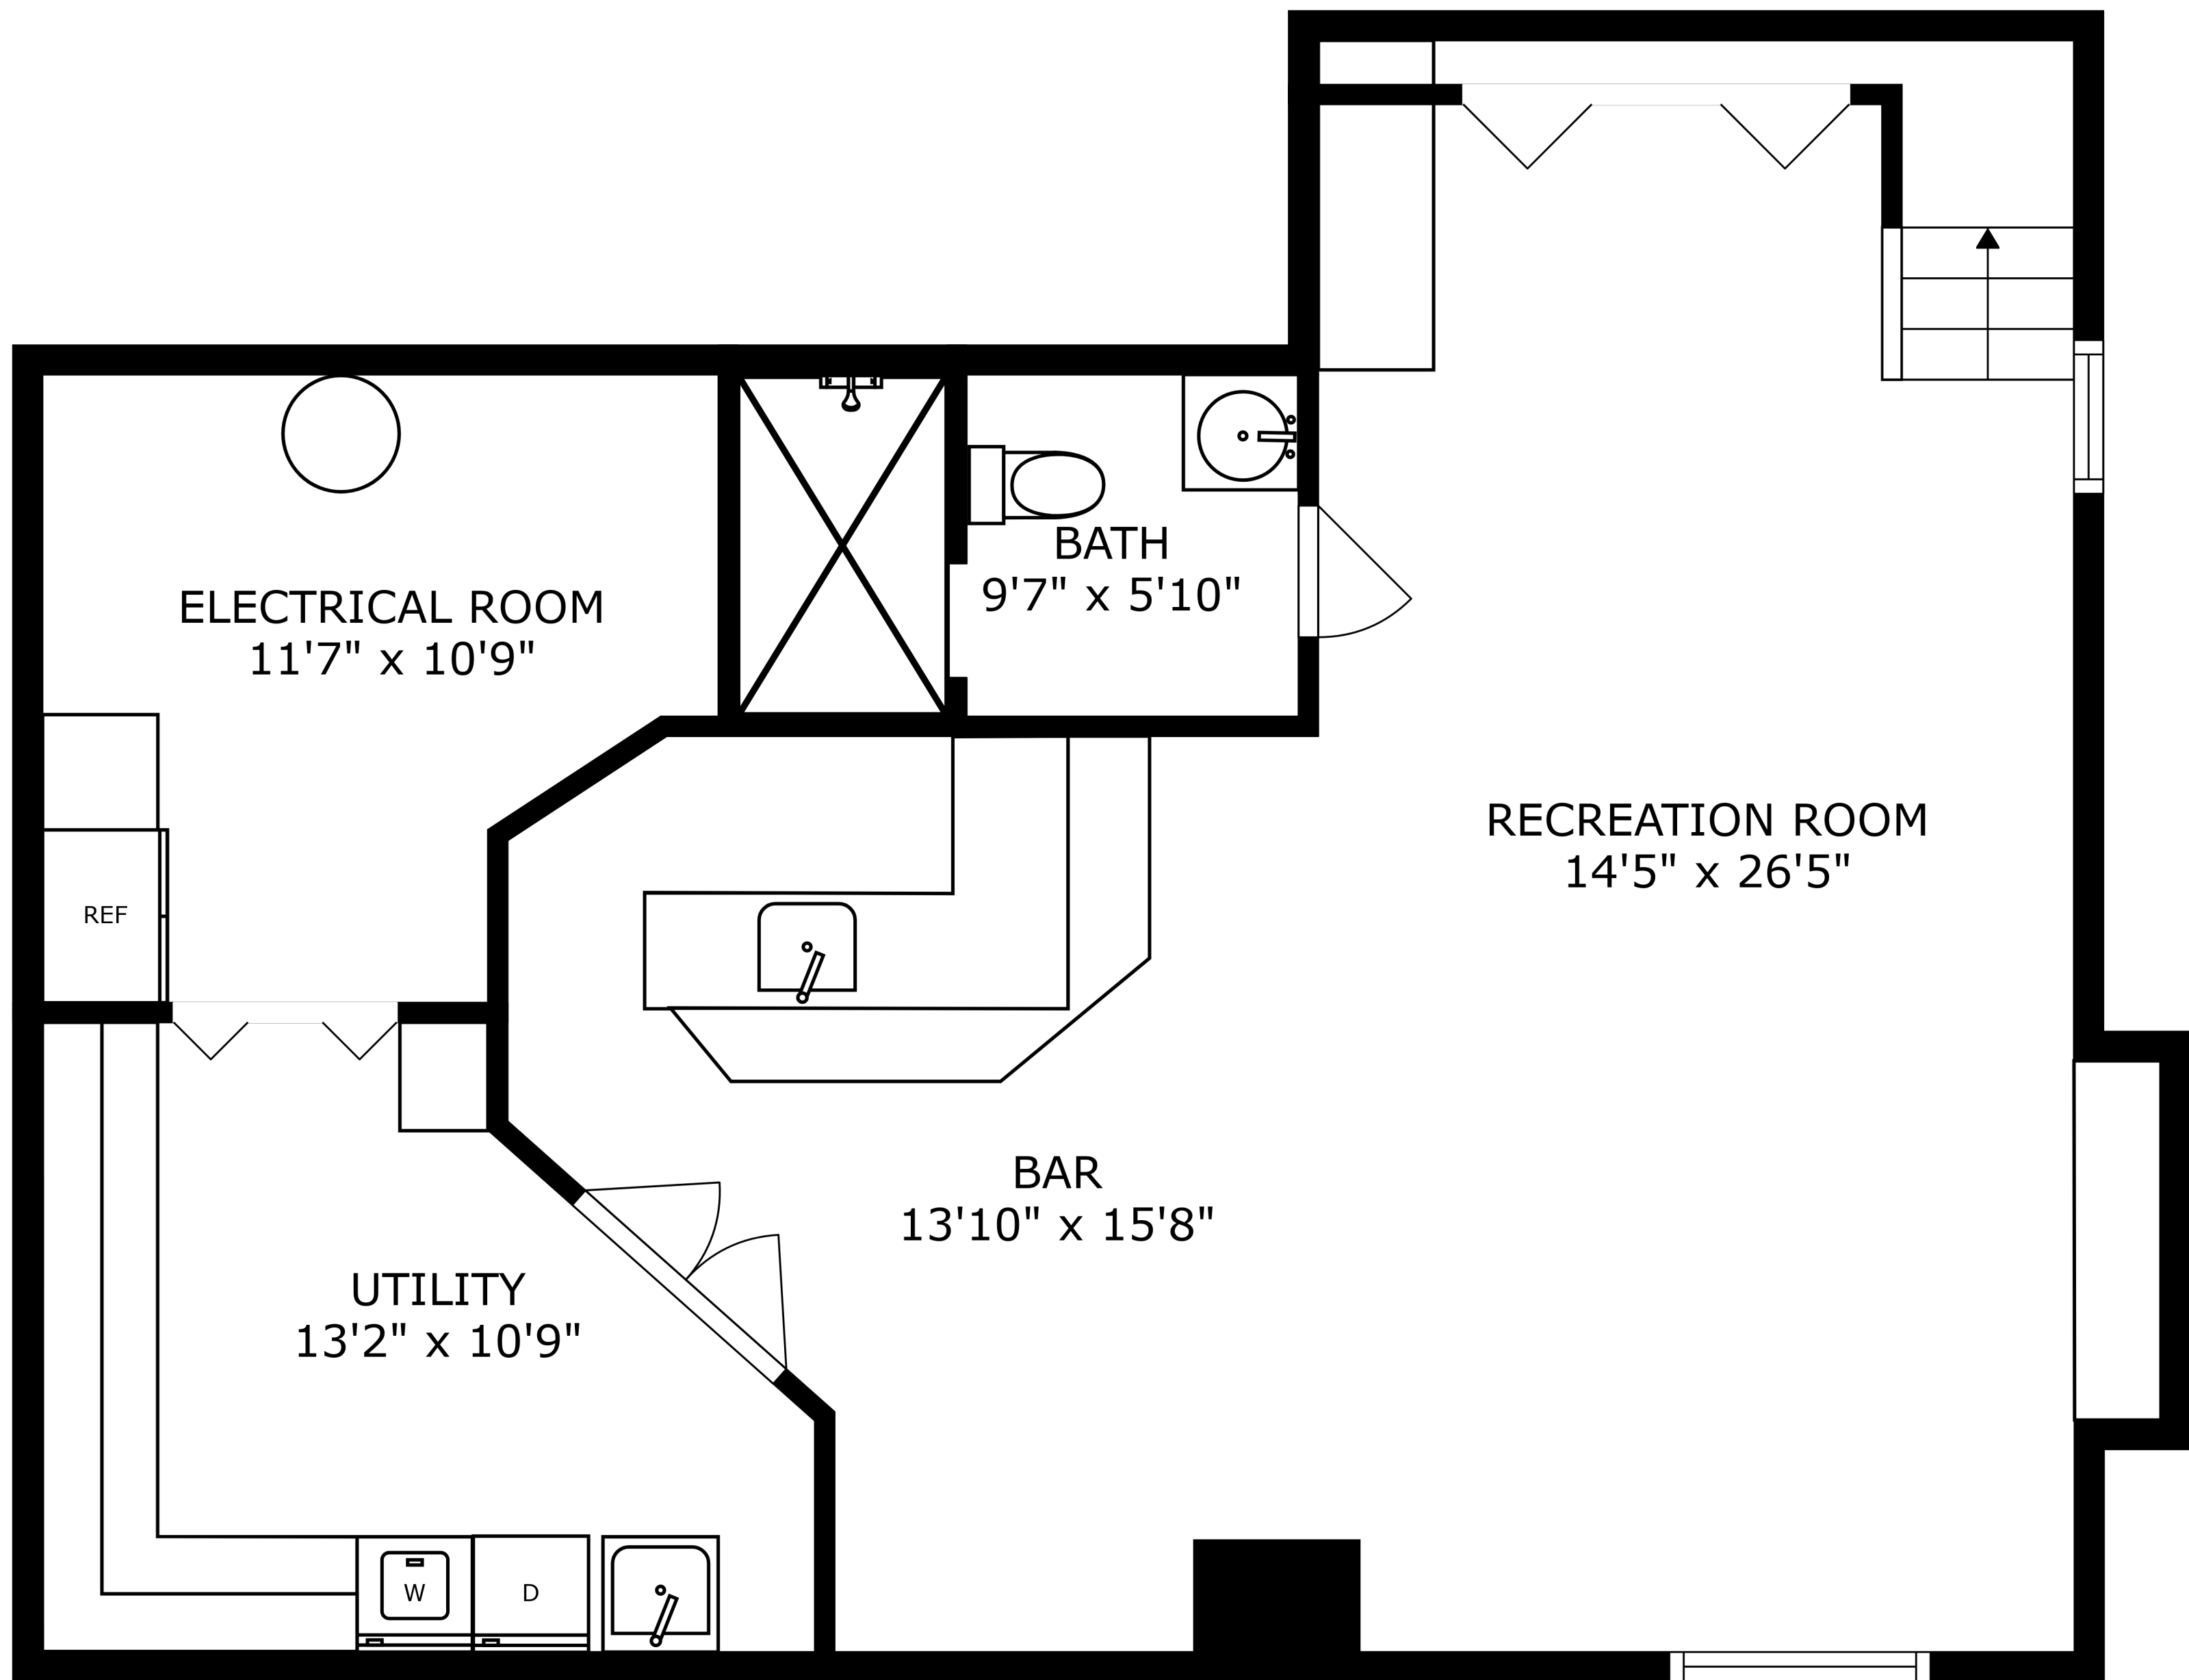 BATH
9'7" x 5'10"
ELECTRICAL ROOM
11'7" x 10'9"
RECREATION ROOM
14'5" x 26'5"
REF
BAR
13'10" x 15'8"
UTILITY
13'2" x 10'9"
W
D